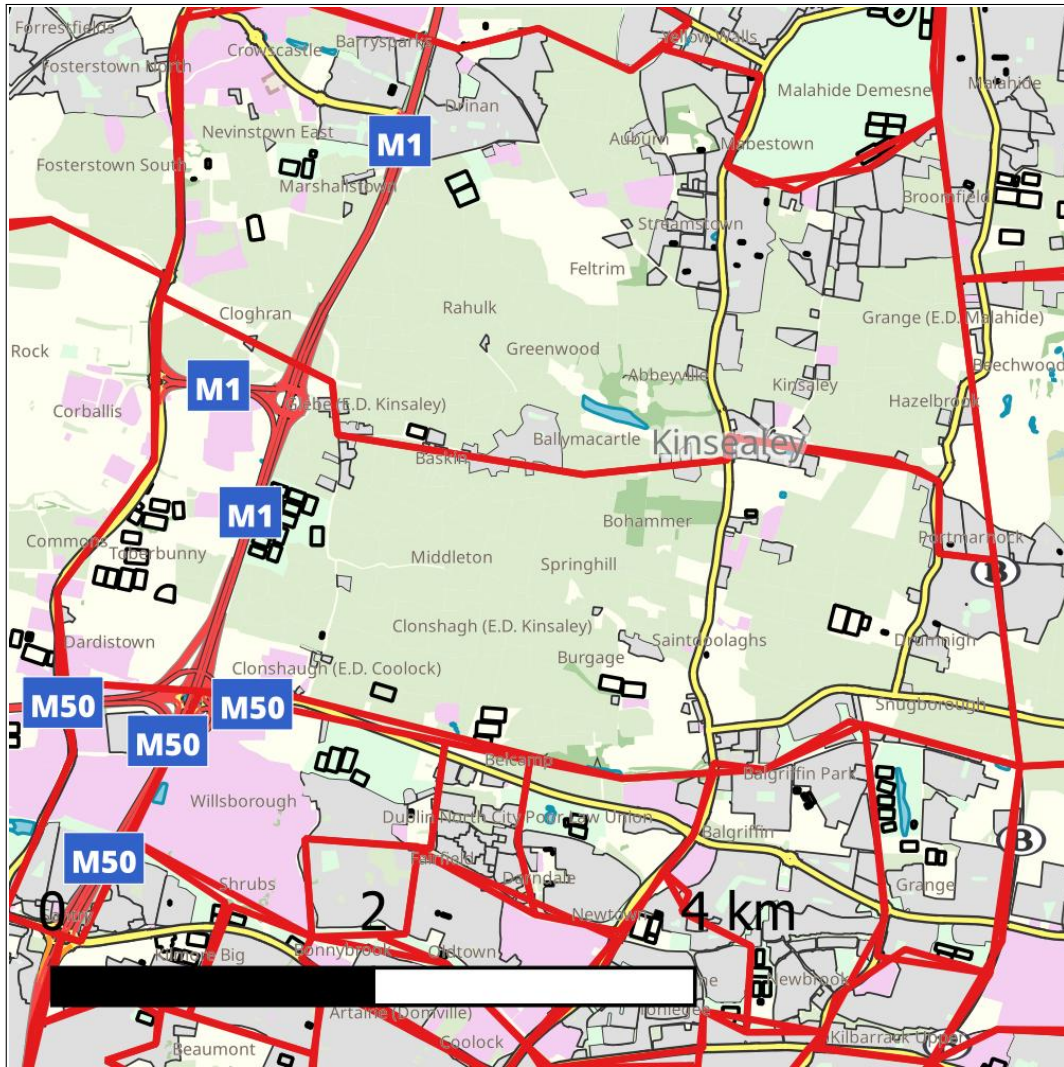 Forrestfields
Crowscastle
Barrysparks
Yellow Walls
Fosterstown North
Malahide Demesne
Malahide
Drinan
Nevinstown East
M1
Auburn
Mabestown
Fosterstown South
Marshallstown
Broomfield
Streamstown
Feltrim
Cloghran
Rahulk
Grange (E.D. Malahide)
Rock
Greenwood
Beechwood
M1
Abbeyville
Kinsaley
Corballis
Glebe (E.D. Kinsaley)
Hazelbrook
Ballymacartle
Kinsealey
Baskin
M1
Bohammer
Commons
Toberbunny
Middleton
Springhill
Portmarnock
B
Dardistown
Clonshagh (E.D. Kinsaley)
Saintdolaghs
Drumnigh
Clonshaugh (E.D. Coolock)
Burgage
M50
M50
Snugborough
M50
Belcamp
Balgriffin Park
Willsborough
Dublin North City Poor Law Union
Balgriffin
B
M50
Fairfield
Shrubs
Darndale
Grange
0
2
4 km
Newtown
Kilmore Big
Bonnybrook
Oldtown
Newbrook
Artaine (Domville)
Tonlegee
Beaumont
Coolock
Kilbarrack Upper